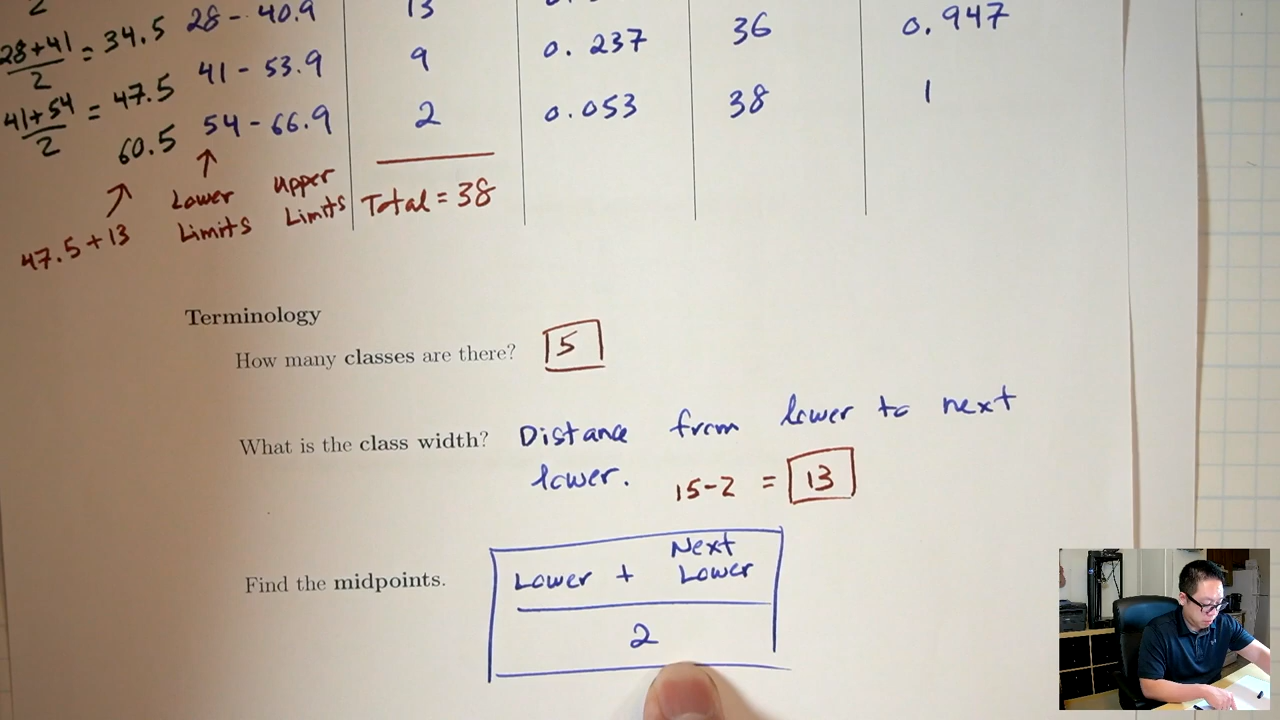 2
28 - 40.9 13
28+41 / 2 = 34.5
0.237 36 0.947
41 - 53.9 9
41+54 / 2 = 47.5
0.053 38 1
60.5 54 - 66.9 2
Lower Limits
Upper Limits
Total = 38
47.5 + 13
Terminology
How many classes are there? 5
What is the class width? Distance from lower to next
lower. 15-2 = 13
Next
Find the midpoints. Lower + Lower
2